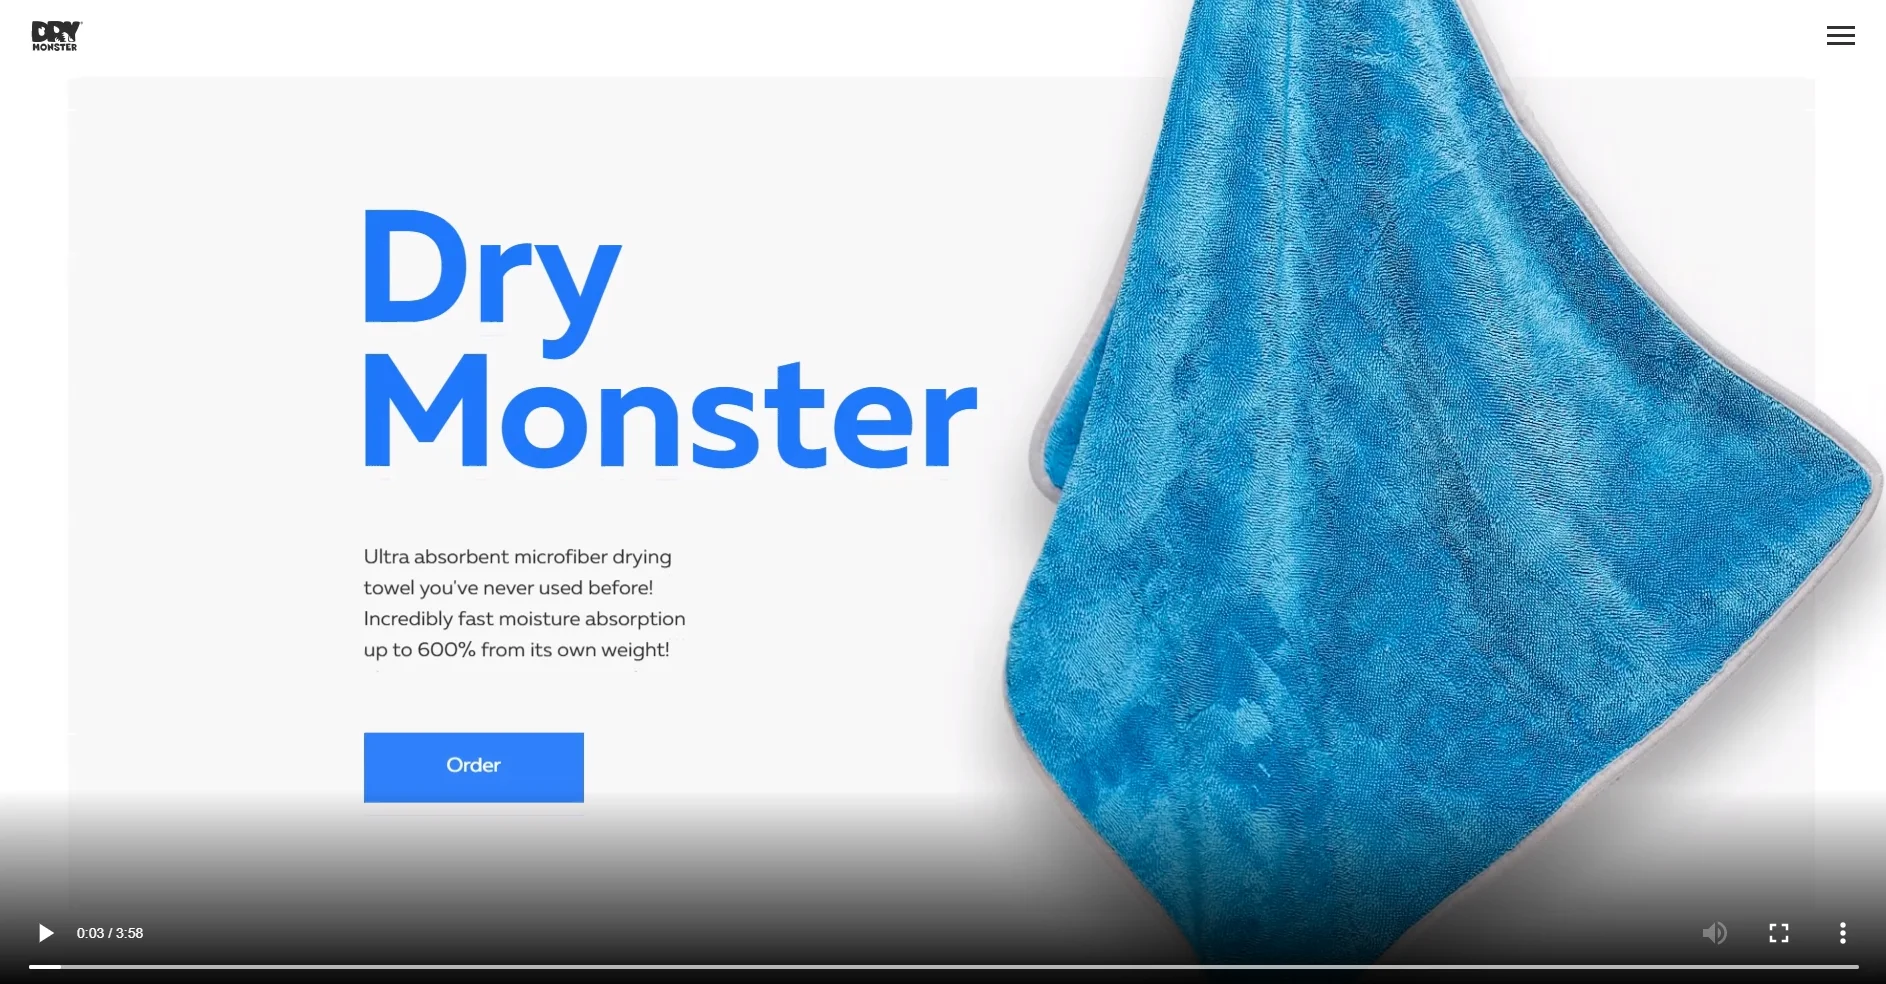 DRY
MONSTER
Dry
Monster
Ultra absorbent microfiber drying
towel you've never used before!
Incredibly fast moisture absorption
up to 600% from its own weight!
Order
0:03 / 3:58